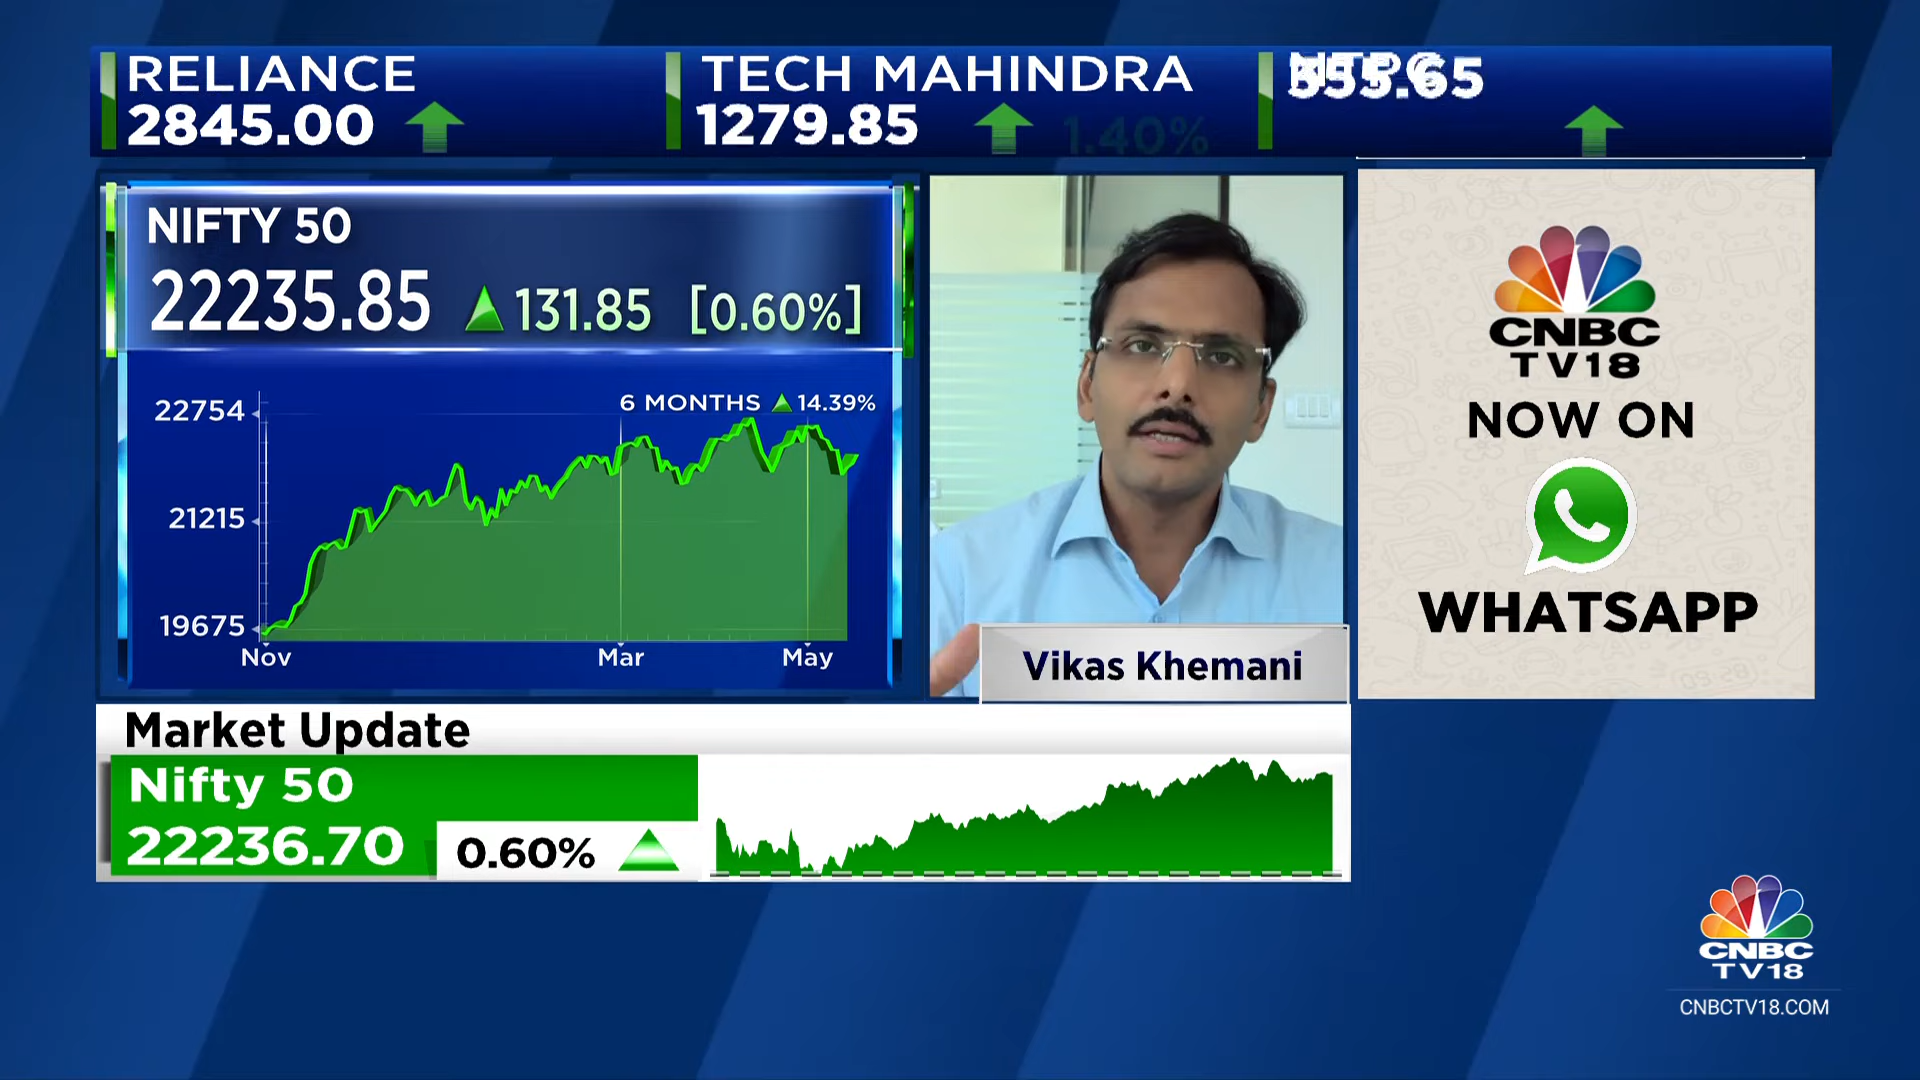 RELIANCE
2845.00
TECH MAHINDRA
1279.85
1.40%
NIFTY 50
22235.85 131.85 [0.60%]
6 MONTHS 14.39%
22754
21215
19675
Nov Mar May
Vikas Khemani
CNBC
TV18
NOW ON
WHATSAPP
Market Update
Nifty 50
22236.70
0.60%
CNBC
TV18
CNBCTV18.COM